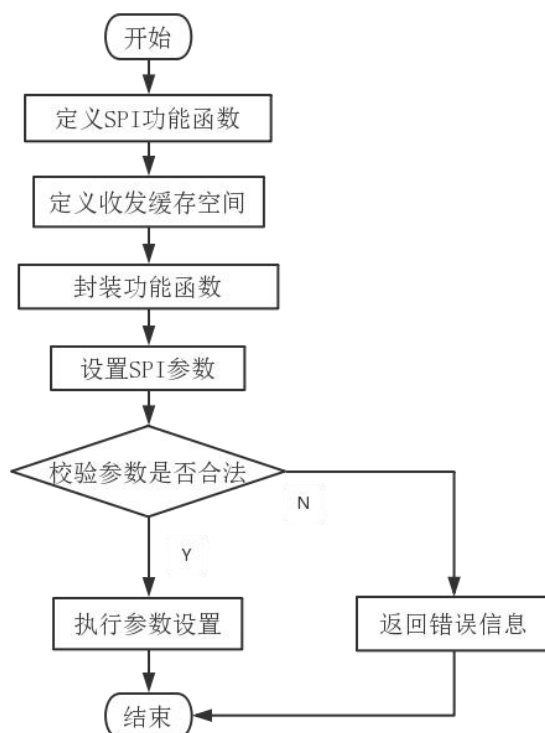 开始
定义SPI功能函数
定义收发缓存空间
封装功能函数
设置SPI参数
校验参数是否合法
N
Y
执行参数设置
返回错误信息
结束